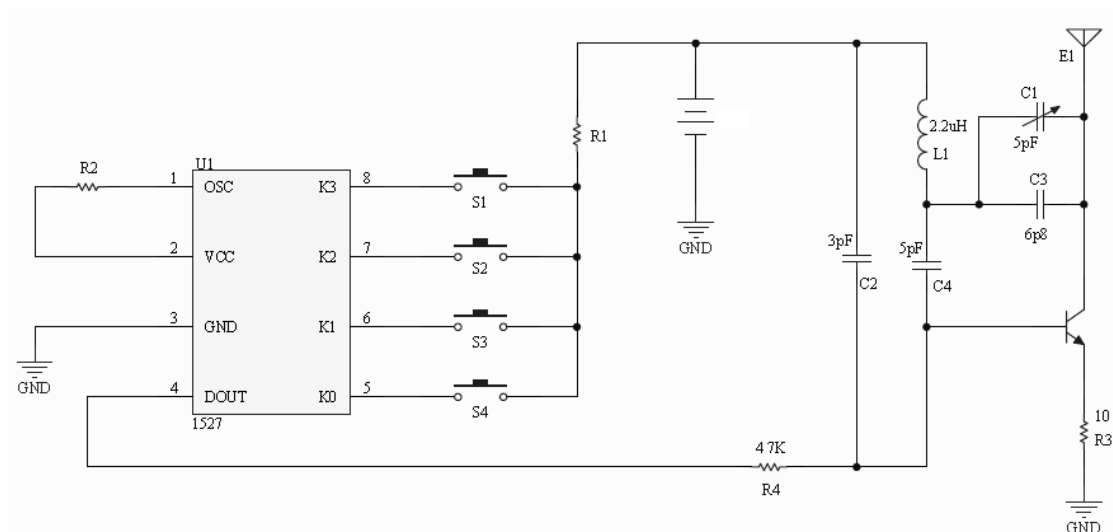 E1
C1
5pF
2.2uH
L1
R1
C3
6p8
U1
R2
1 OSC K3 8
S1
2 VCC K2 7
S2
GND
3pF
C2
5pF
C4
3 GND K1 6
S3
GND
4 DOUT K0 5
S4
1527
10
R3
47K
R4
GND